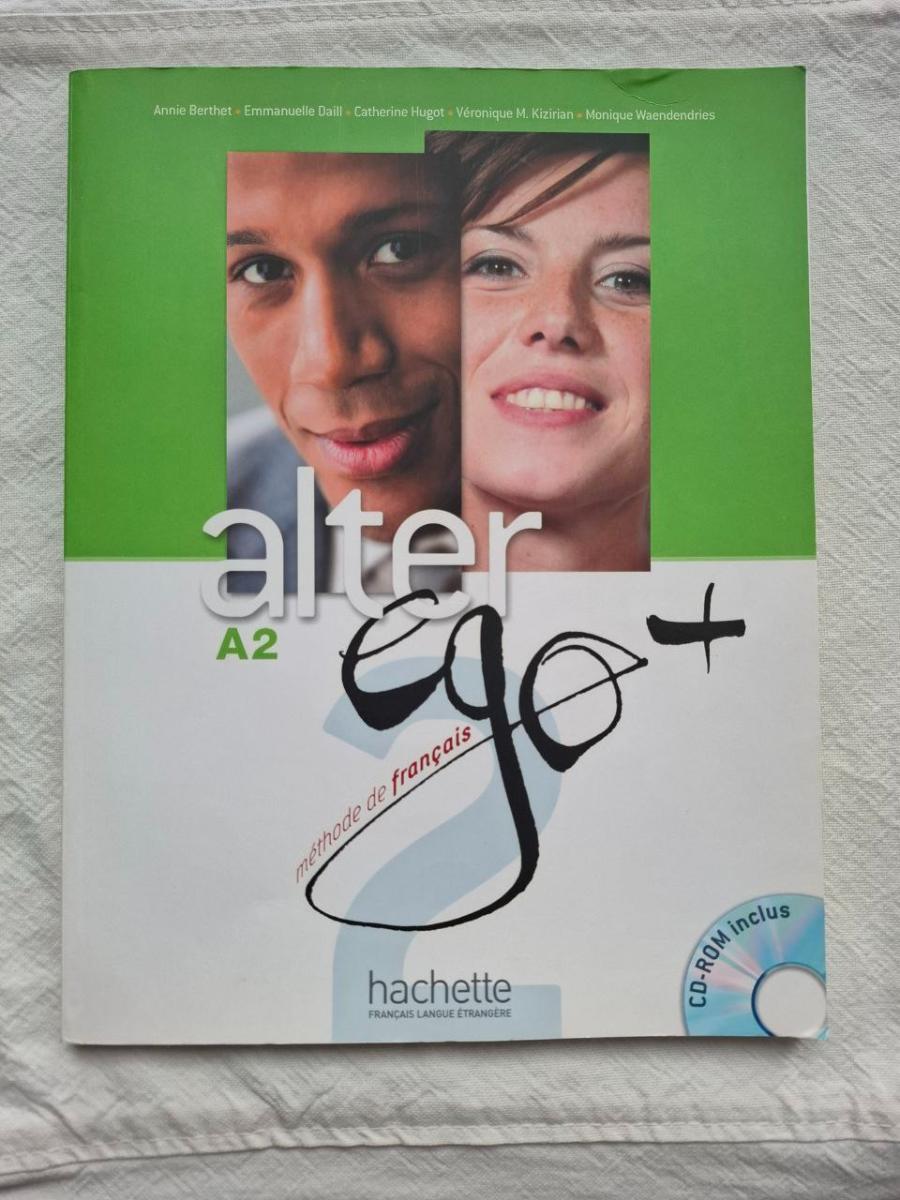 Annie Berthet • Emmanuelle Daill • Catherine Hugot • Véronique M. Kizirian • Monique Waendendries
alter
ego +
A2
2
méthode de français
CD-ROM inclus
hachette
FRANÇAIS LANGUE ÉTRANGÈRE